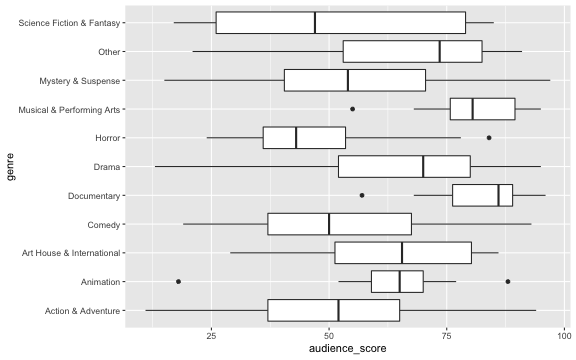 Science Fiction & Fantasy
Other
Mystery & Suspense
Musical & Performing Arts
Horror
Drama
Documentary
Comedy
Art House & International
Animation
Action & Adventure
genre
25 50 75 100
audience_score